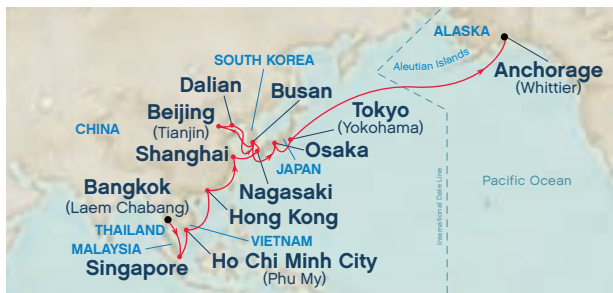 ALASKA
Aleutian Islands
Anchorage
(Whittier)
SOUTH KOREA
Dalian
Busan
Beijing
(Tianjin)
Tokyo
(Yokohama)
CHINA
Shanghai
Osaka
JAPAN
Bangkok
(Laem Chabang)
Nagasaki
Hong Kong
International Date Line
Pacific Ocean
THAILAND
MALAYSIA
VIETNAM
Singapore
Ho Chi Minh City
(Phu My)